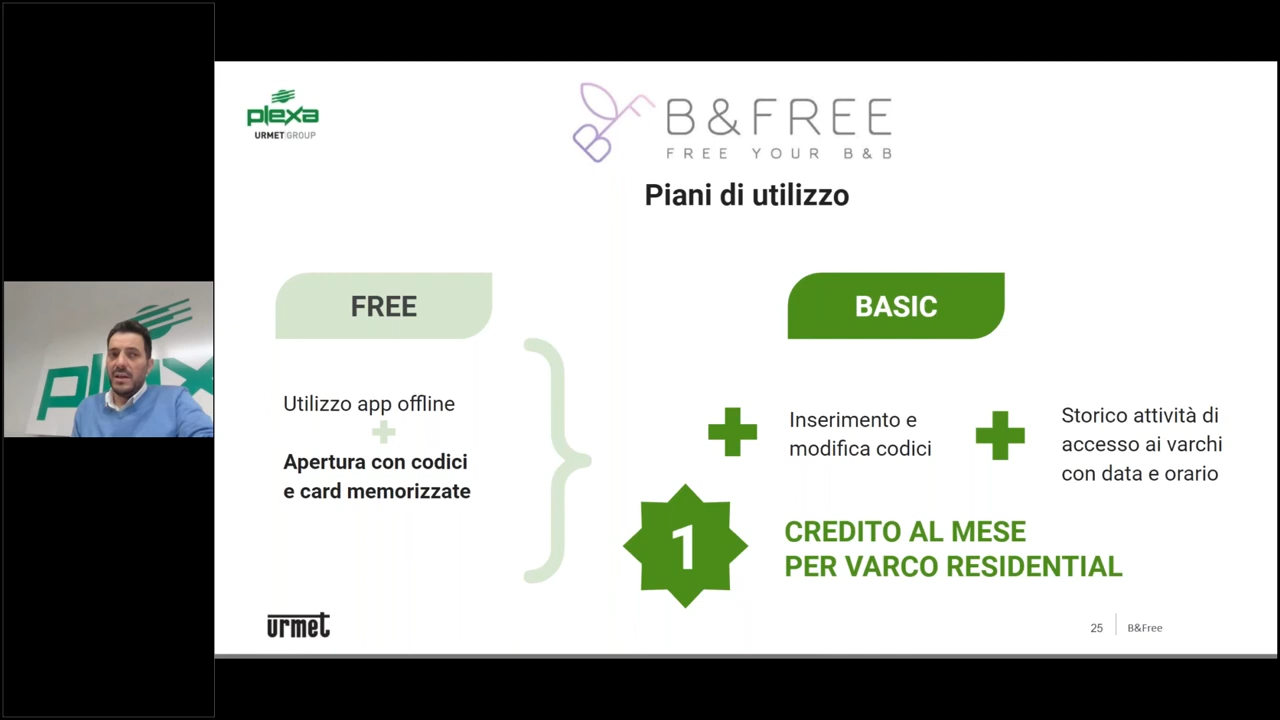 plexa
URMET GROUP
B&FREE
FREE YOUR B&B
Piani di utilizzo
FREE
Utilizzo app offline
Apertura con codici
e card memorizzate
BASIC
Inserimento e
modifica codici
Storico attività di
accesso ai varchi
con data e orario
1
CREDITO AL MESE
PER VARCO RESIDENTIAL
urmet
25
B&Free
plexa